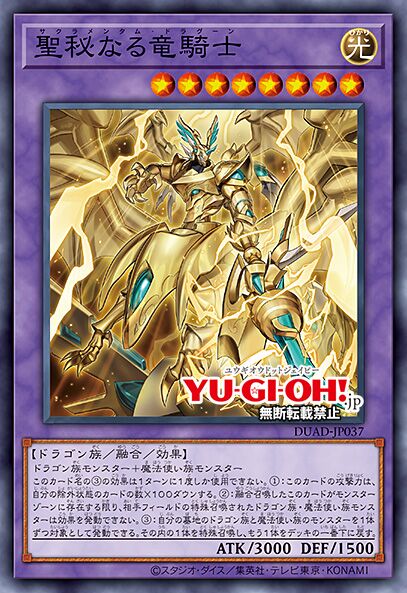 サクラメンタム・ドラグーン
聖秘なる竜騎士
ひかり
光
ユウギオウドットジェイピー
YU-GI-OH!.jp
無断転載禁止
DUAD-JP037
【ドラゴン族／融合／効果】
ドラゴン族モンスター＋魔法使い族モンスター
このカード名の③の効果は1ターンに1度しか使用できない。①：このカードの攻撃力は、
自分の除外状態のカードの数×100ダウンする。②：融合召喚したこのカードがモンスター
ゾーンに存在する限り、相手フィールドの特殊召喚されたドラゴン族・魔法使い族モンス
ターは効果を発動できない。③：自分の墓地のドラゴン族と魔法使い族のモンスターを1体
ずつ対象として発動できる。その内の1体を特殊召喚し、もう1体をデッキの一番下に戻す。
ATK/3000 DEF/1500
©スタジオ・ダイス／集英社・テレビ東京・KONAMI